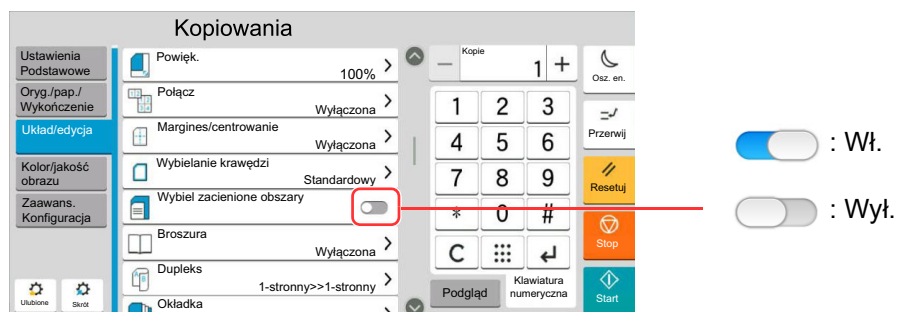 Kopiowania
Ustawienia
Podstawowe
Oryg./pap./
Wykończenie
Układ/edycja
Kolor/jakość
obrazu
Zaawans.
Konfiguracja
Ulubione
Skrót
Powięk.
100%
Połącz
Wyłączona
Margines/centrowanie
Wyłączona
Wybielanie krawędzi
Standardowy
Wybiel zacienione obszary
Broszura
Wyłączona
Dupleks
1-stronny>>1-stronny
Okładka
Kopie
− 1 +
1 2 3
4 5 6
7 8 9
* 0 #
C
Podgląd
Klawiatura
numeryczna
Osz. en.
Przerwij
Resetuj
Stop
Start
: Wł.
: Wył.